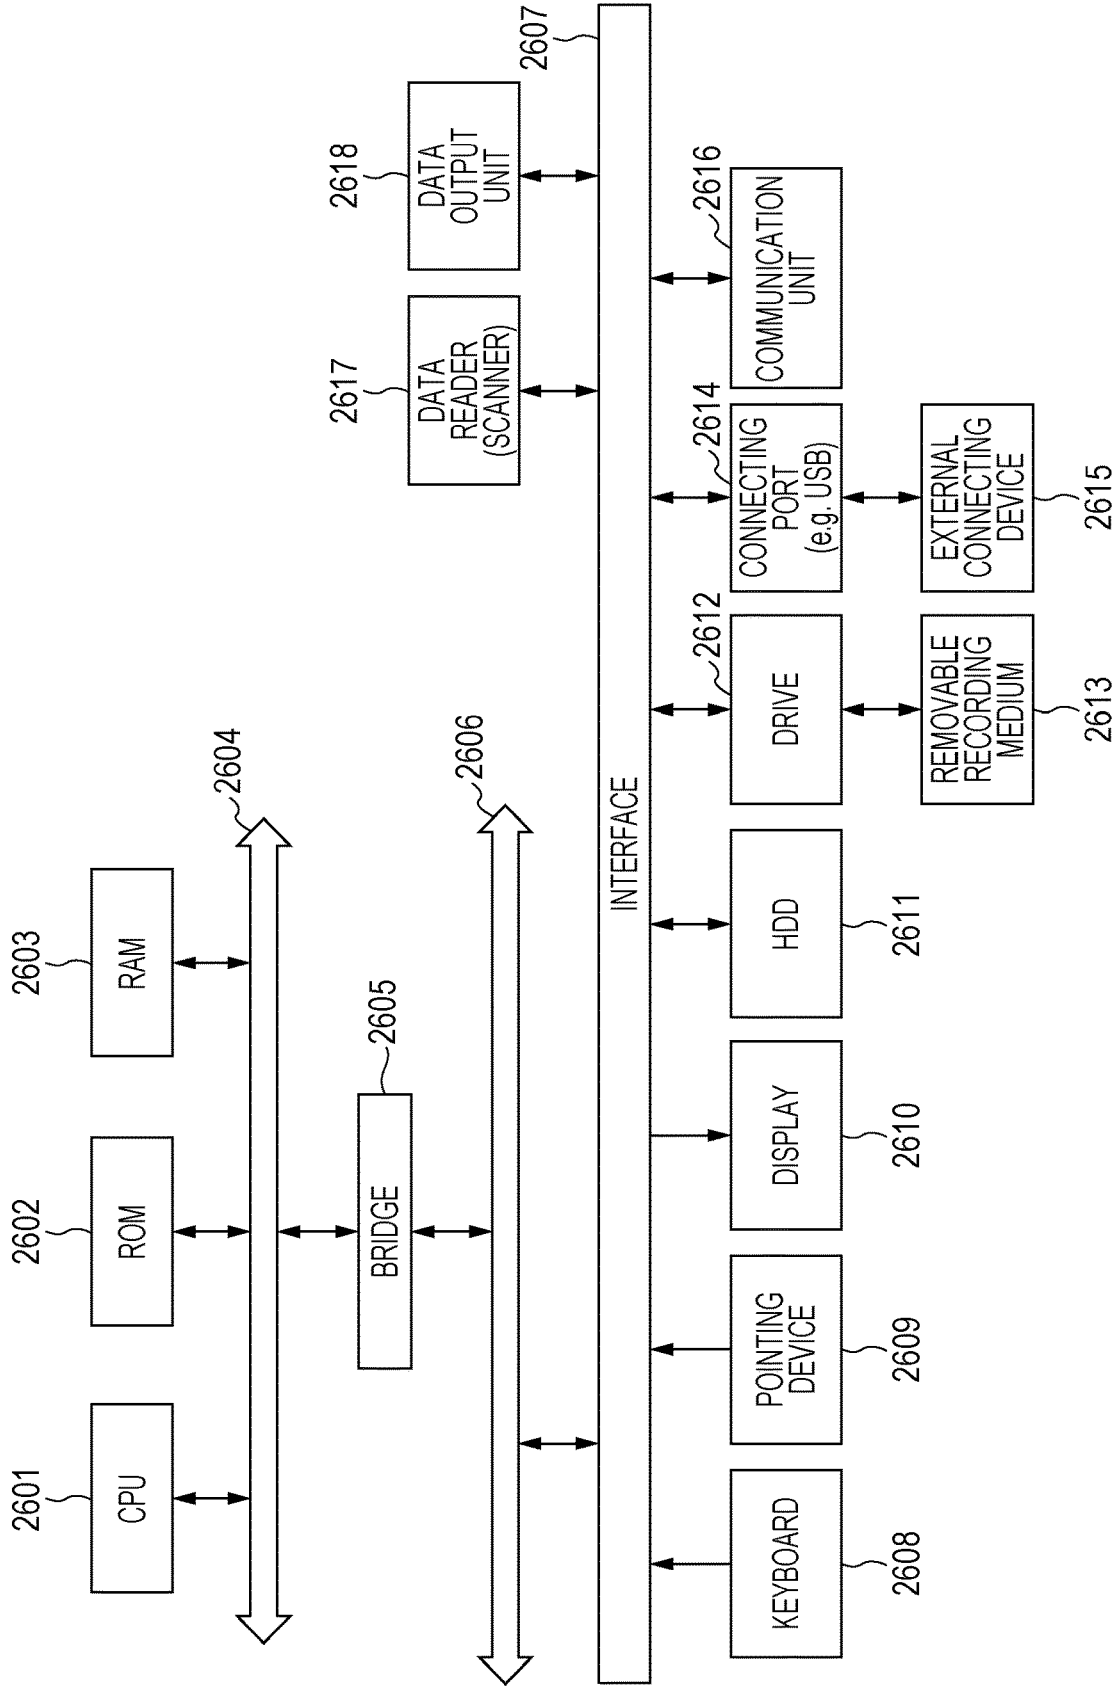 2601
CPU
2602
ROM
2603
RAM
2604
2605
BRIDGE
2606
2617
DATA
READER
(SCANNER)
2618
DATA
OUTPUT
UNIT
2607
INTERFACE
KEYBOARD
2608
POINTING
DEVICE
2609
DISPLAY
2610
HDD
2611
2612
DRIVE
REMOVABLE
RECORDING
MEDIUM
2613
2614
CONNECTING
PORT
(e.g. USB)
EXTERNAL
CONNECTING
DEVICE
2615
2616
COMMUNICATION
UNIT